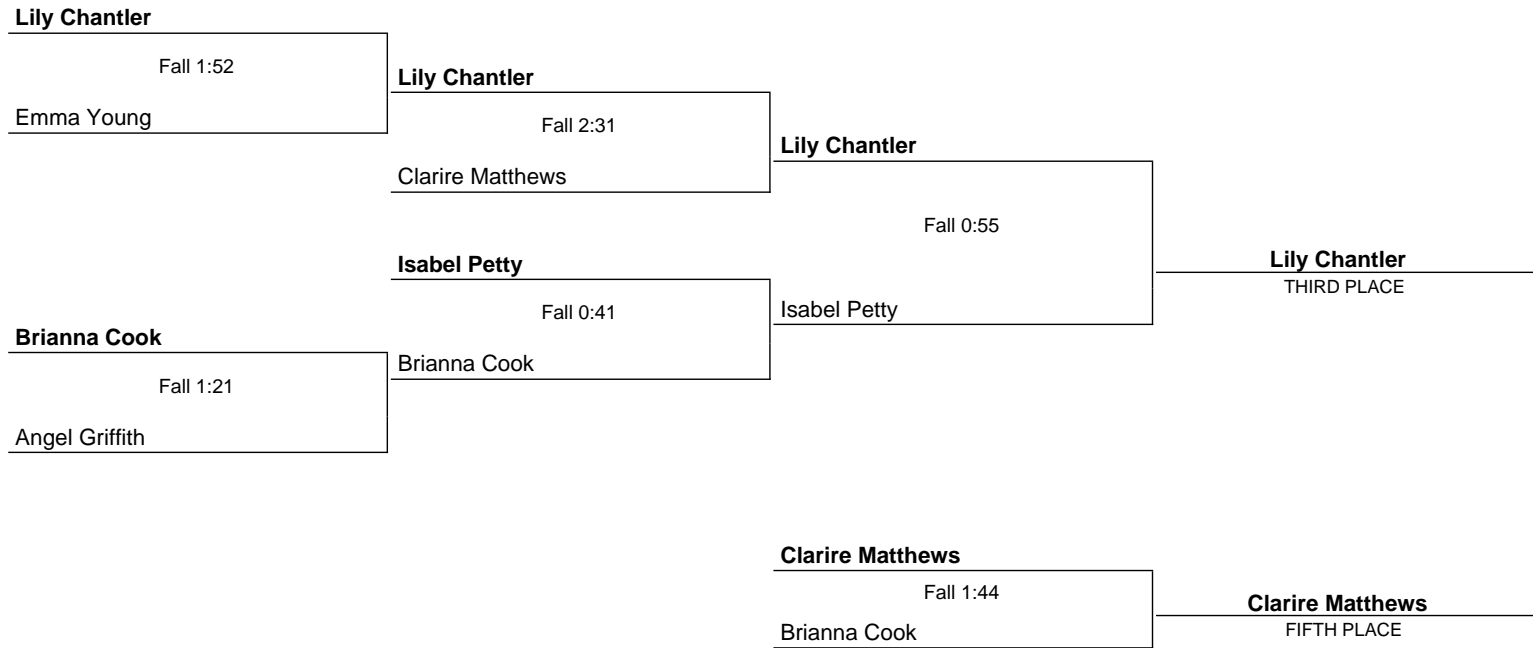 Lily Chantler
Fall 1:52
Emma Young
Lily Chantler
Fall 2:31
Clarire Matthews
Lily Chantler
Fall 0:55
Isabel Petty
Isabel Petty
Fall 0:41
Brianna Cook
Brianna Cook
Fall 1:21
Angel Griffith
Lily Chantler
THIRD PLACE
Clarire Matthews
Fall 1:44
Brianna Cook
Clarire Matthews
FIFTH PLACE